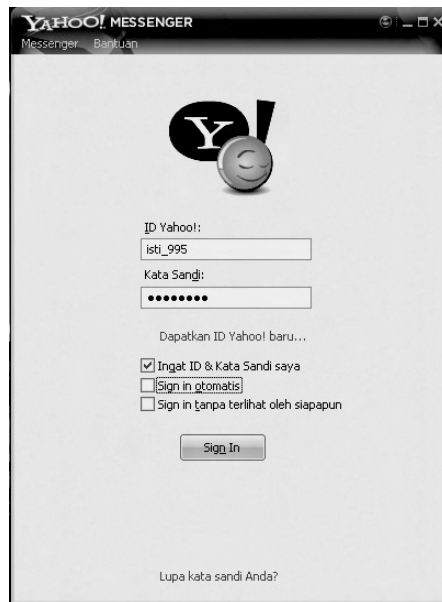 YAHOO! MESSENGER
Messenger Bantuan
Y!
ID Yahoo!:
isti_995
Kata Sandi:
••••••••
Dapatkan ID Yahoo! baru...
Ingat ID & Kata Sandi saya
Sign in otomatis
Sign in tanpa terlihat oleh siapapun
Sign In
Lupa kata sandi Anda?